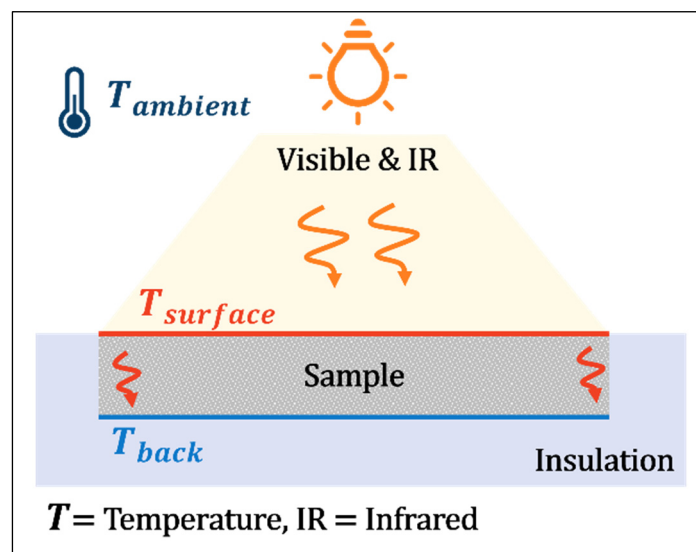 T_ambient
Visible & IR
T_surface
Sample
T_back
Insulation
T = Temperature, IR = Infrared